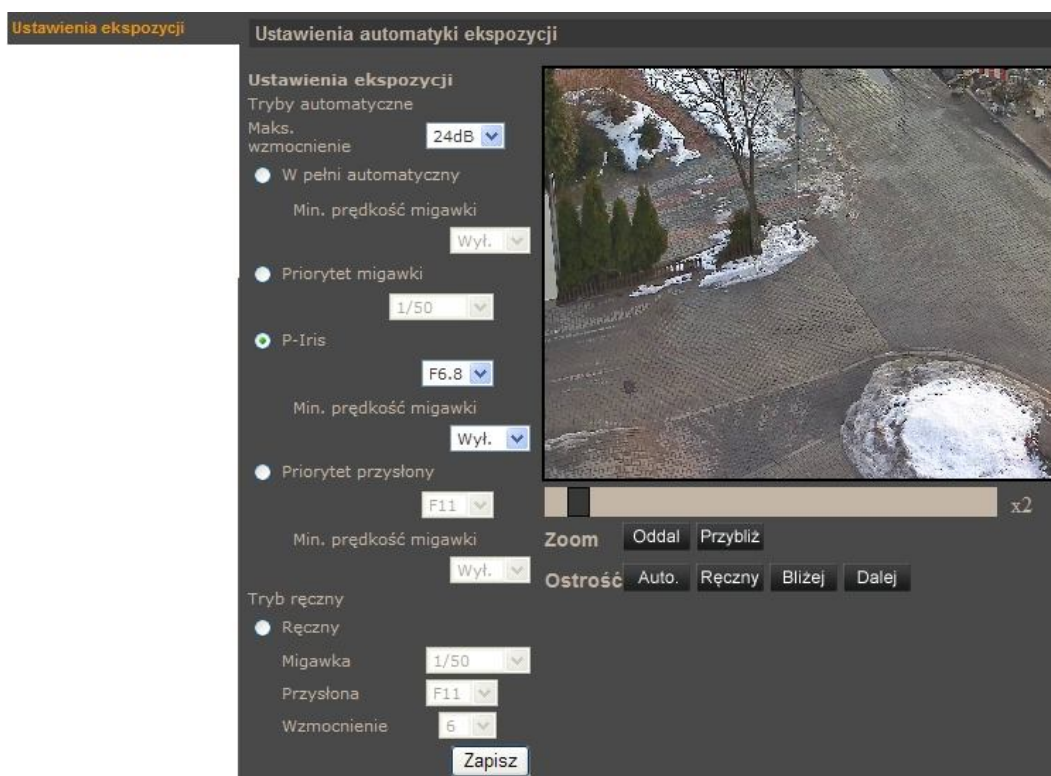 Ustawienia ekspozycji
Ustawienia automatyki ekspozycji
Ustawienia ekspozycji
Tryby automatyczne
Maks.
wzmocnienie
24dB
W pełni automatyczny
Min. prędkość migawki
Wył.
Priorytet migawki
1/50
P-Iris
F6.8
Min. prędkość migawki
Wył.
Priorytet przysłony
F11
Min. prędkość migawki
Wył.
Tryb ręczny
Ręczny
Migawka 1/50
Przysłona F11
Wzmocnienie 6
Zapisz
x2
Zoom Oddal Przybliż
Ostrość Auto. Ręczny Bliżej Dalej